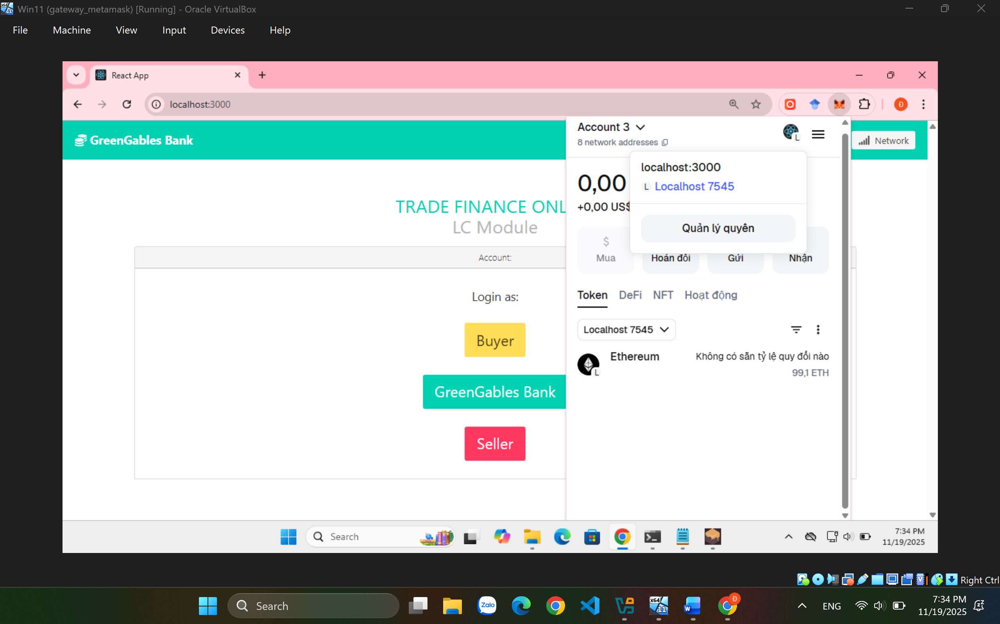 Win11 (gateway_metamask) [Running] - Oracle VirtualBox
File Machine View Input Devices Help
React App
localhost:3000
Đ
GreenGables Bank
Network
TRADE FINANCE ONL
LC Module
Account:
Login as:
Buyer
GreenGables Bank
Seller
Account 3
8 network addresses
L
localhost:3000
L Localhost 7545
Quản lý quyền
0,00
+0,00 US$
$
Mua
Hoán đổi
Gửi
Nhận
Token DeFi NFT Hoạt động
Localhost 7545
Ethereum
Không có sẵn tỷ lệ quy đổi nào
L
99,1 ETH
Search
7:34 PM
11/19/2025
Right Ctrl
Search
Zalo
x64
11
W
Đ
ENG
7:34 PM
11/19/2025